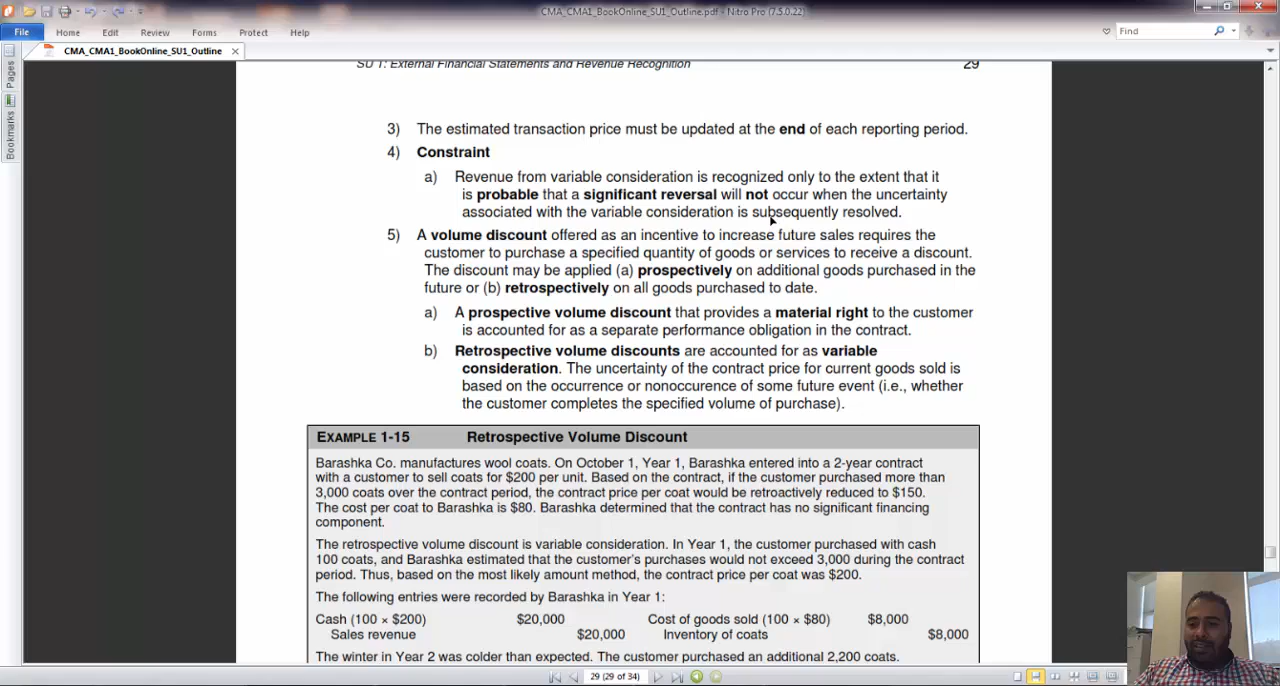 CMA_CMA1_BookOnline_SU1_Outline.pdf - Nitro Pro (7.5.0.22)
File Home Edit Review Forms Protect Help Find
CMA_CMA1_BookOnline_SU1_Outline
Pages
Bookmarks
SU 1: External Financial Statements and Revenue Recognition 29
3) The estimated transaction price must be updated at the end of each reporting period.
4) Constraint
a) Revenue from variable consideration is recognized only to the extent that it
is probable that a significant reversal will not occur when the uncertainty
associated with the variable consideration is subsequently resolved.
5) A volume discount offered as an incentive to increase future sales requires the
customer to purchase a specified quantity of goods or services to receive a discount.
The discount may be applied (a) prospectively on additional goods purchased in the
future or (b) retrospectively on all goods purchased to date.
a) A prospective volume discount that provides a material right to the customer
is accounted for as a separate performance obligation in the contract.
b) Retrospective volume discounts are accounted for as variable
consideration. The uncertainty of the contract price for current goods sold is
based on the occurrence or nonoccurence of some future event (i.e., whether
the customer completes the specified volume of purchase).
EXAMPLE 1-15 Retrospective Volume Discount
Barashka Co. manufactures wool coats. On October 1, Year 1, Barashka entered into a 2-year contract
with a customer to sell coats for $200 per unit. Based on the contract, if the customer purchased more than
3,000 coats over the contract period, the contract price per coat would be retroactively reduced to $150.
The cost per coat to Barashka is $80. Barashka determined that the contract has no significant financing
component.
The retrospective volume discount is variable consideration. In Year 1, the customer purchased with cash
100 coats, and Barashka estimated that the customer's purchases would not exceed 3,000 during the contract
period. Thus, based on the most likely amount method, the contract price per coat was $200.
The following entries were recorded by Barashka in Year 1:
Cash (100 × $200) $20,000 Cost of goods sold (100 × $80) $8,000
Sales revenue $20,000 Inventory of coats $8,000
The winter in Year 2 was colder than expected. The customer purchased an additional 2,200 coats.
29 (29 of 34)